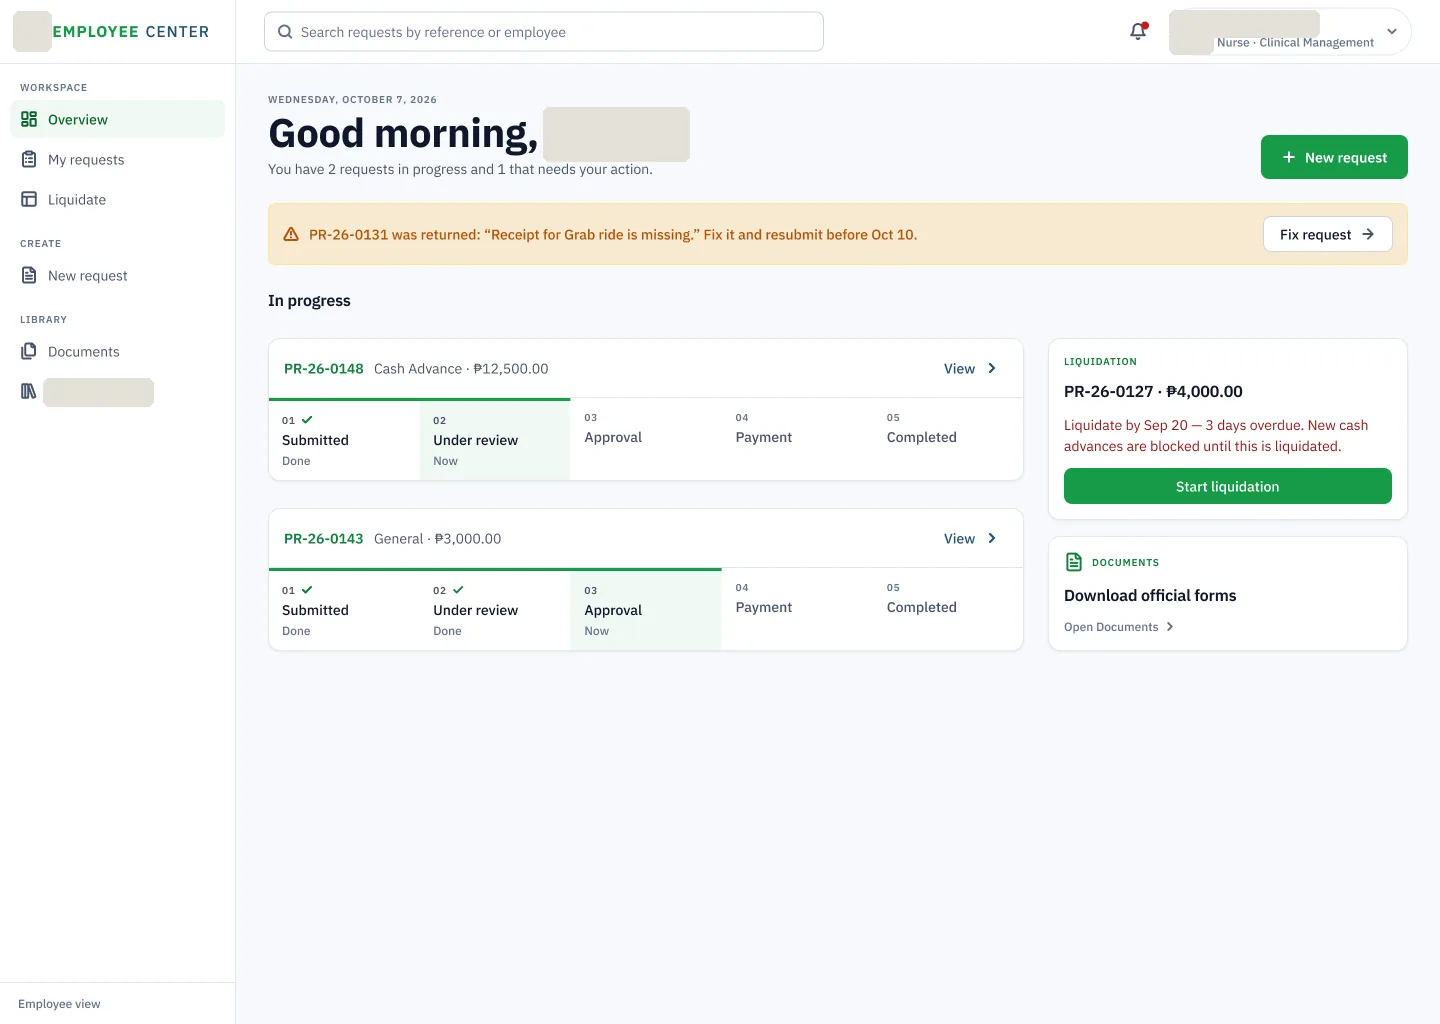 EMPLOYEE CENTER
Search requests by reference or employee
Nurse · Clinical Management
WORKSPACE
Overview
My requests
Liquidate
CREATE
New request
LIBRARY
Documents
Employee view
WEDNESDAY, OCTOBER 7, 2026
Good morning,
You have 2 requests in progress and 1 that needs your action.
New request
PR-26-0131 was returned: “Receipt for Grab ride is missing.” Fix it and resubmit before Oct 10.
Fix request
In progress
PR-26-0148 Cash Advance · ₱12,500.00
View
01
Submitted
Done
02
Under review
Now
03
Approval
04
Payment
05
Completed
PR-26-0143 General · ₱3,000.00
View
01
Submitted
Done
02
Under review
Done
03
Approval
Now
04
Payment
05
Completed
LIQUIDATION
PR-26-0127 · ₱4,000.00
Liquidate by Sep 20 — 3 days overdue. New cash
advances are blocked until this is liquidated.
Start liquidation
DOCUMENTS
Download official forms
Open Documents